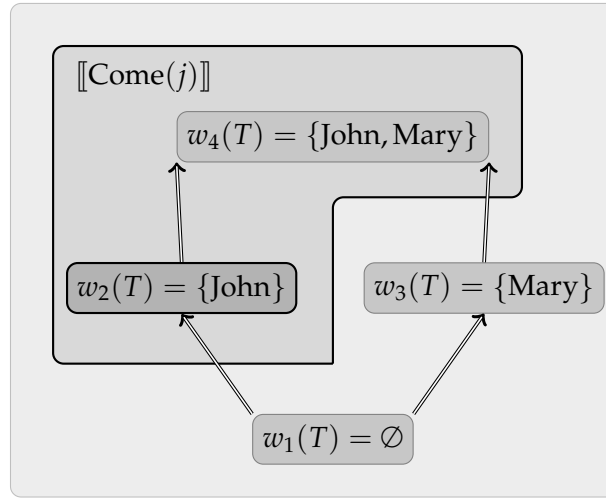 ⟦Come(j)⟧
w₄(T) = {John, Mary}
w₂(T) = {John}
w₃(T) = {Mary}
w₁(T) = ∅